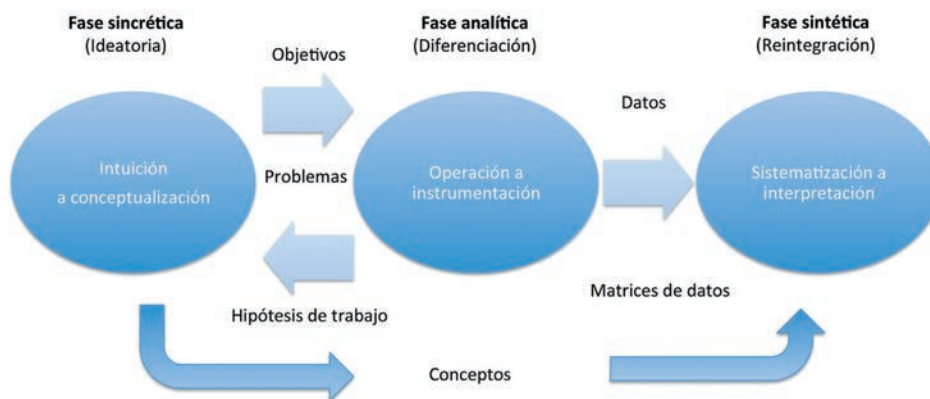 Fase sincrética
(Ideatoria)
Objetivos
Fase analítica
(Diferenciación)
Fase sintética
(Reintegración)
Datos
Intuición
a conceptualización
Problemas
Operación a
instrumentación
Sistematización a
interpretación
Hipótesis de trabajo
Matrices de datos
Conceptos